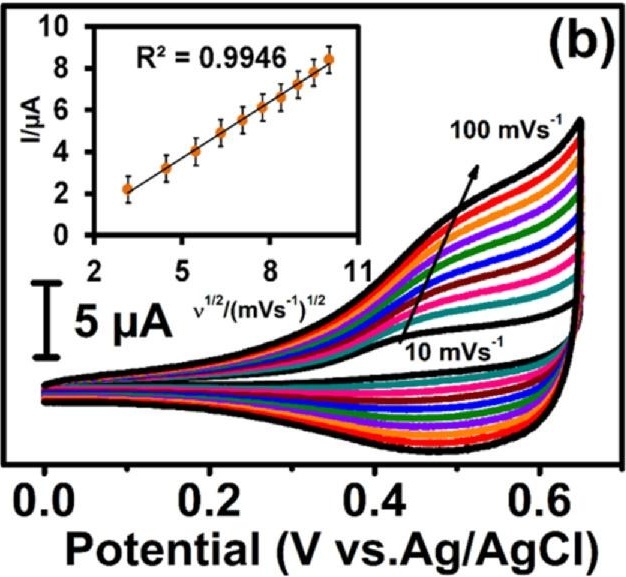 (b)
R² = 0.9946
I/µA
10
8
6
4
2
0
2 5 8 11
ν1/2/(mVs-1)1/2
100 mVs-1
10 mVs-1
5 µA
0.0 0.2 0.4 0.6
Potential (V vs.Ag/AgCl)